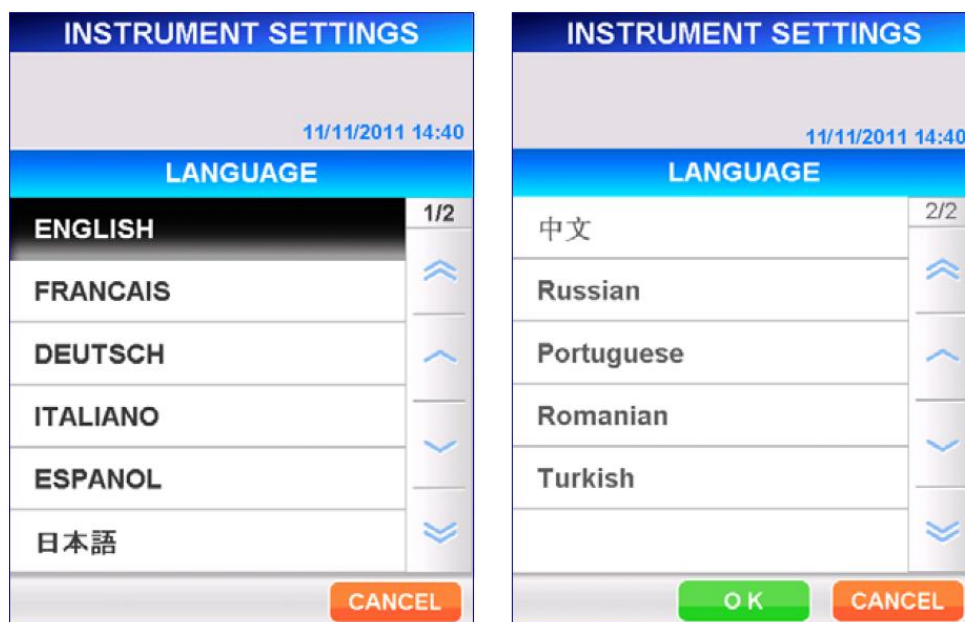 INSTRUMENT SETTINGS
11/11/2011 14:40
LANGUAGE
ENGLISH
1/2
FRANCAIS
DEUTSCH
ITALIANO
ESPANOL
日本語
CANCEL
INSTRUMENT SETTINGS
11/11/2011 14:40
LANGUAGE
中文
2/2
Russian
Portuguese
Romanian
Turkish
OK
CANCEL